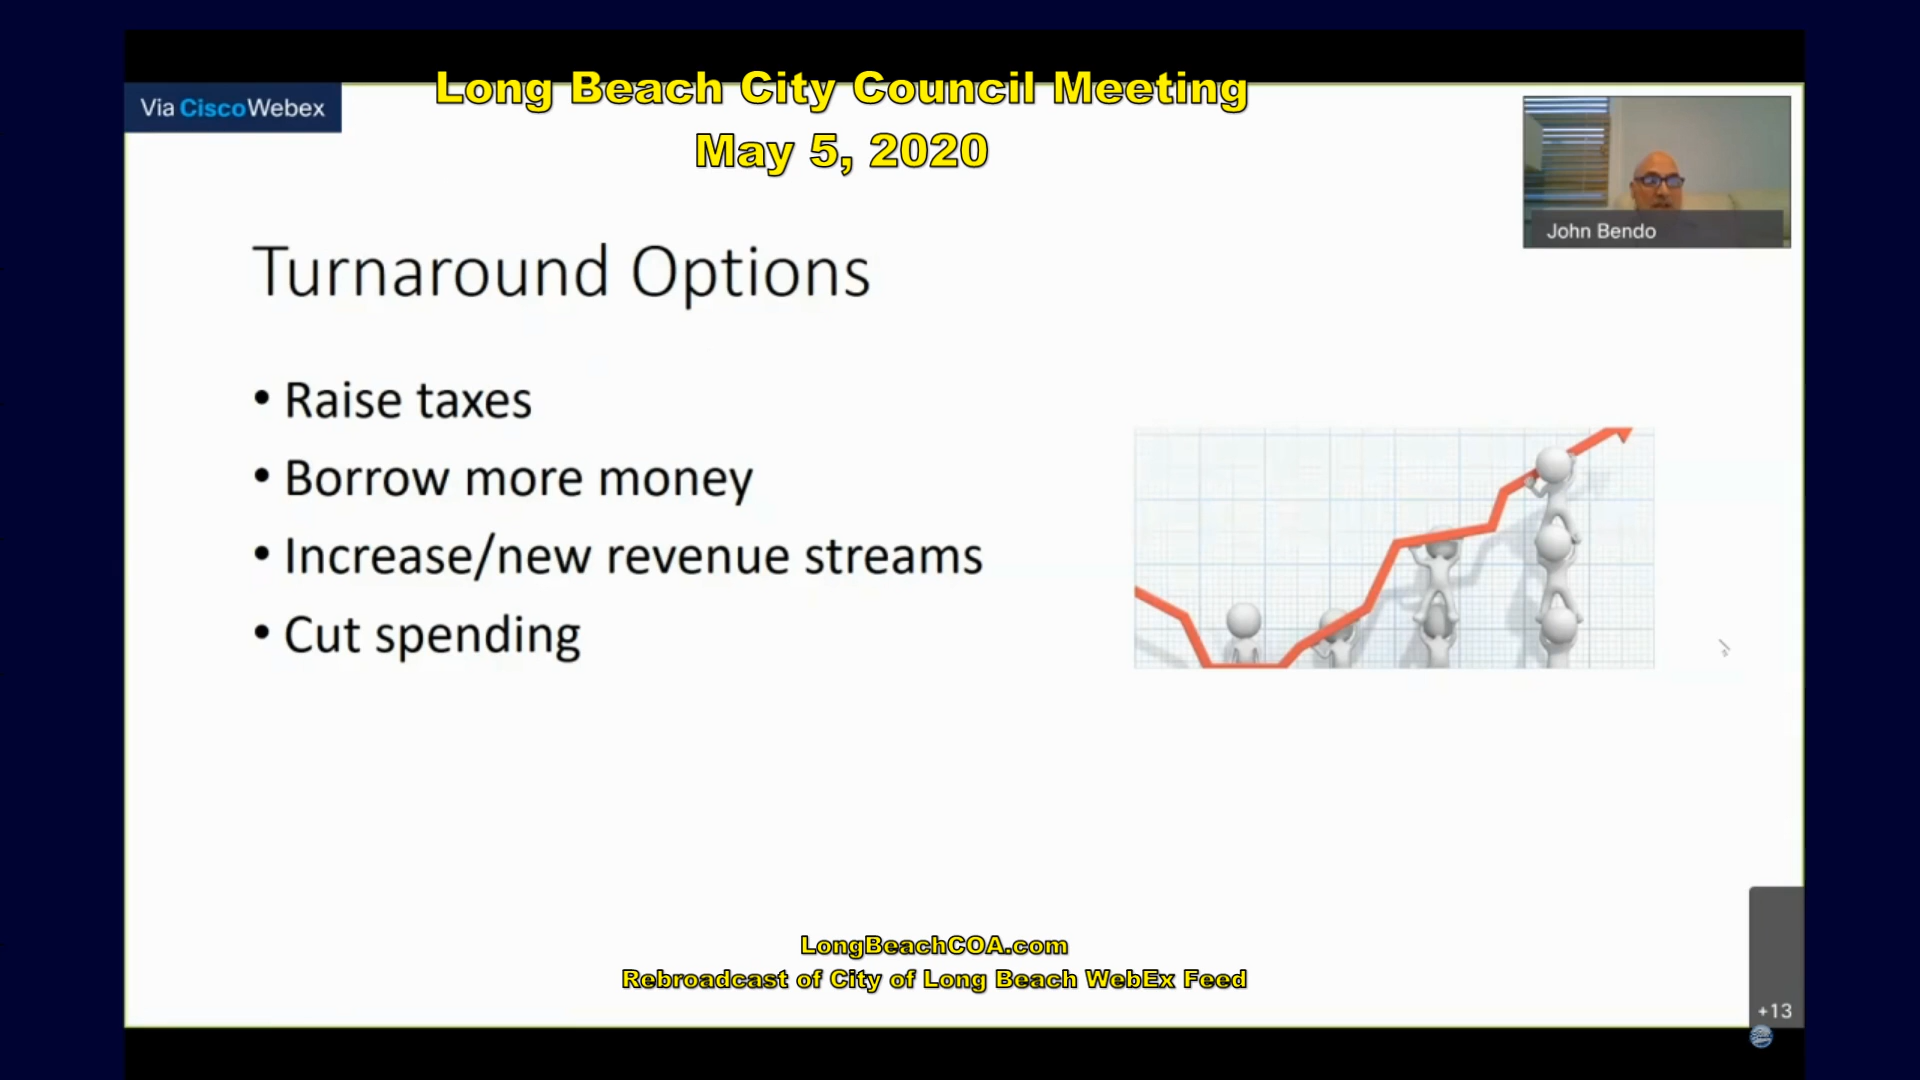 Via CiscoWebex
Long Beach City Council Meeting
May 5, 2020
John Bendo
Turnaround Options
• Raise taxes
• Borrow more money
• Increase/new revenue streams
• Cut spending
LongBeachCOA.com
Rebroadcast of City of Long Beach WebEx Feed
+13